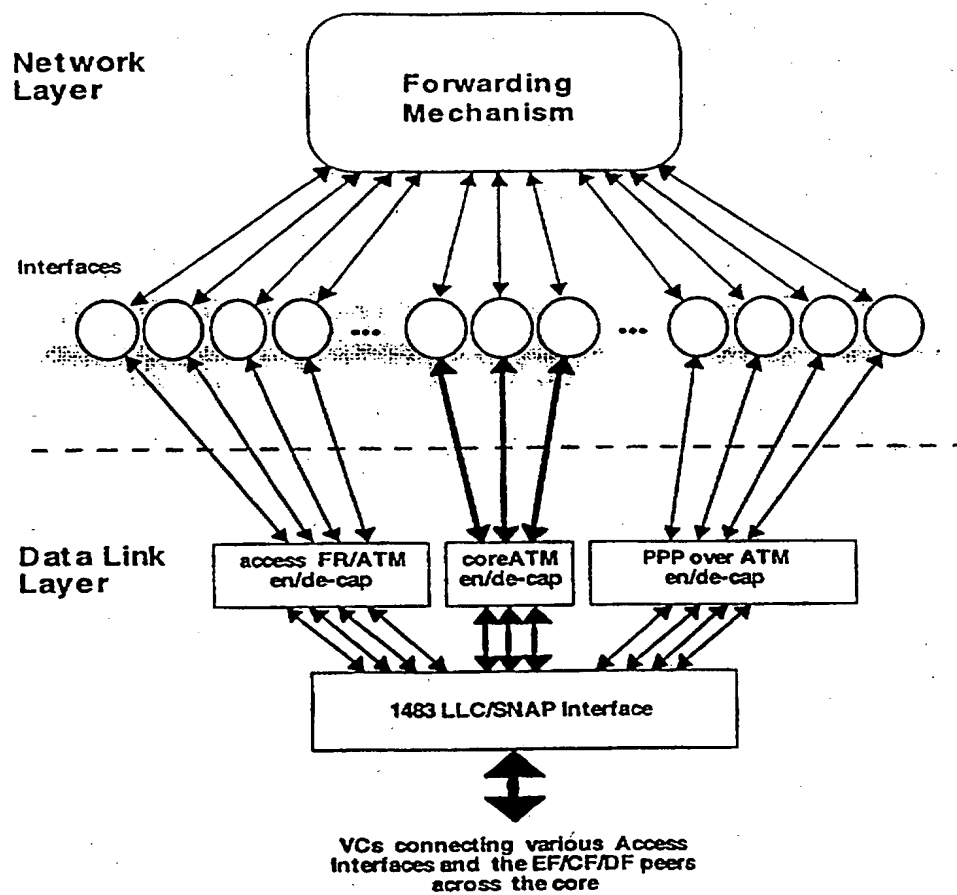 Network
Layer
Forwarding
Mechanism
Interfaces
...
...
Data Link
Layer
access FR/ATM
en/de-cap
coreATM
en/de-cap
PPP over ATM
en/de-cap
1483 LLC/SNAP Interface
VCs connecting various Access
Interfaces and the EF/CF/DF peers
across the core